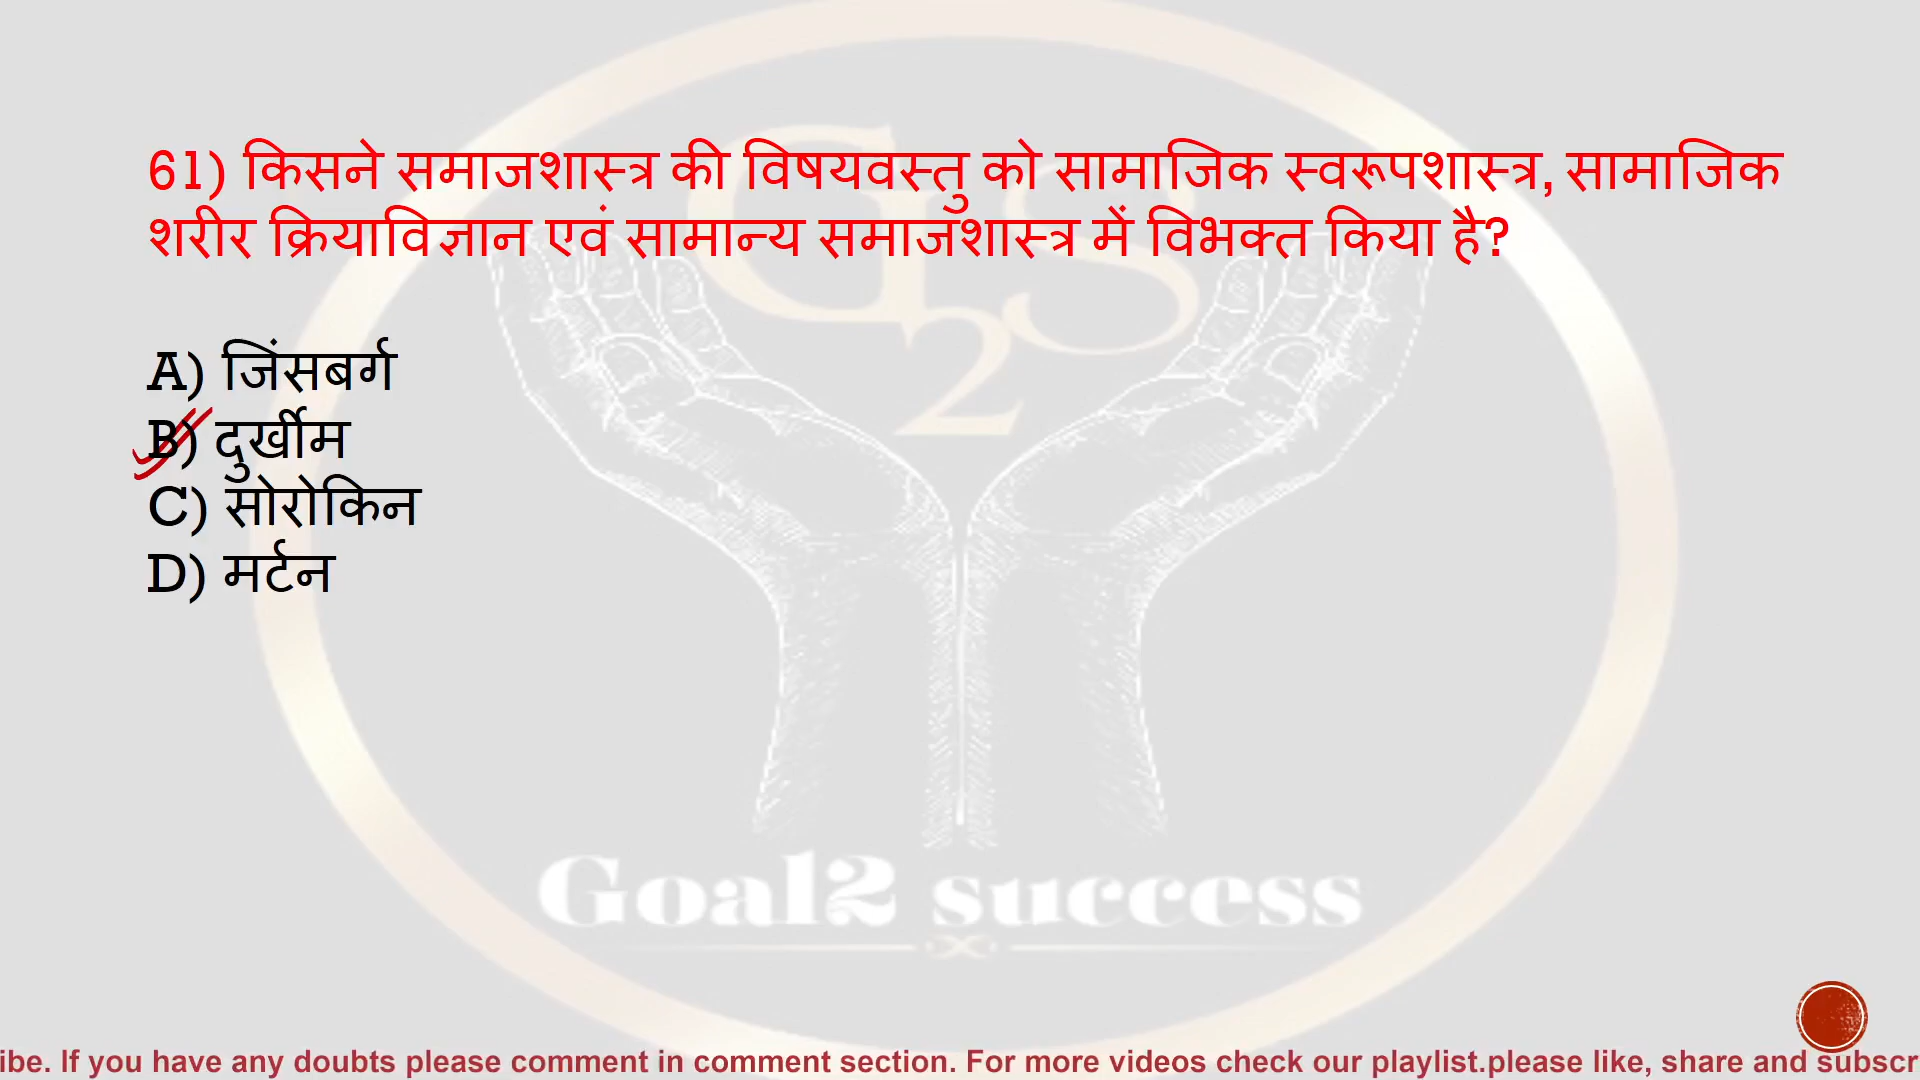 61) किसने समाजशास्त्र की विषयवस्तु को सामाजिक स्वरूपशास्त्र, सामाजिक
शरीर क्रियाविज्ञान एवं सामान्य समाजशास्त्र में विभक्त किया है?
A) जिंसबर्ग
B) दुर्खीम
C) सोरोकिन
D) मर्टन
G2S
Goal2 success
ibe. If you have any doubts please comment in comment section. For more videos check our playlist.please like, share and subscr